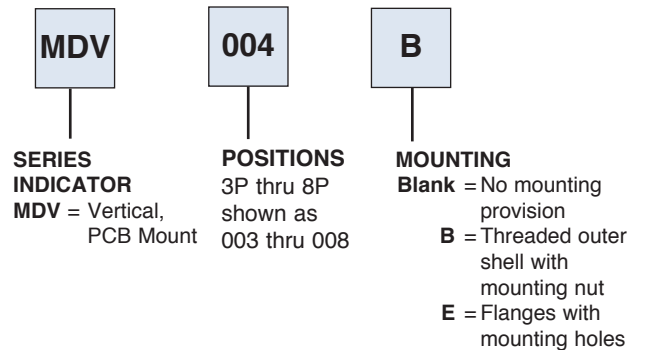 MDV 004 B
SERIES
INDICATOR
MDV = Vertical,
PCB Mount
POSITIONS
3P thru 8P
shown as
003 thru 008
MOUNTING
Blank = No mounting
provision
B = Threaded outer
shell with
mounting nut
E = Flanges with
mounting holes